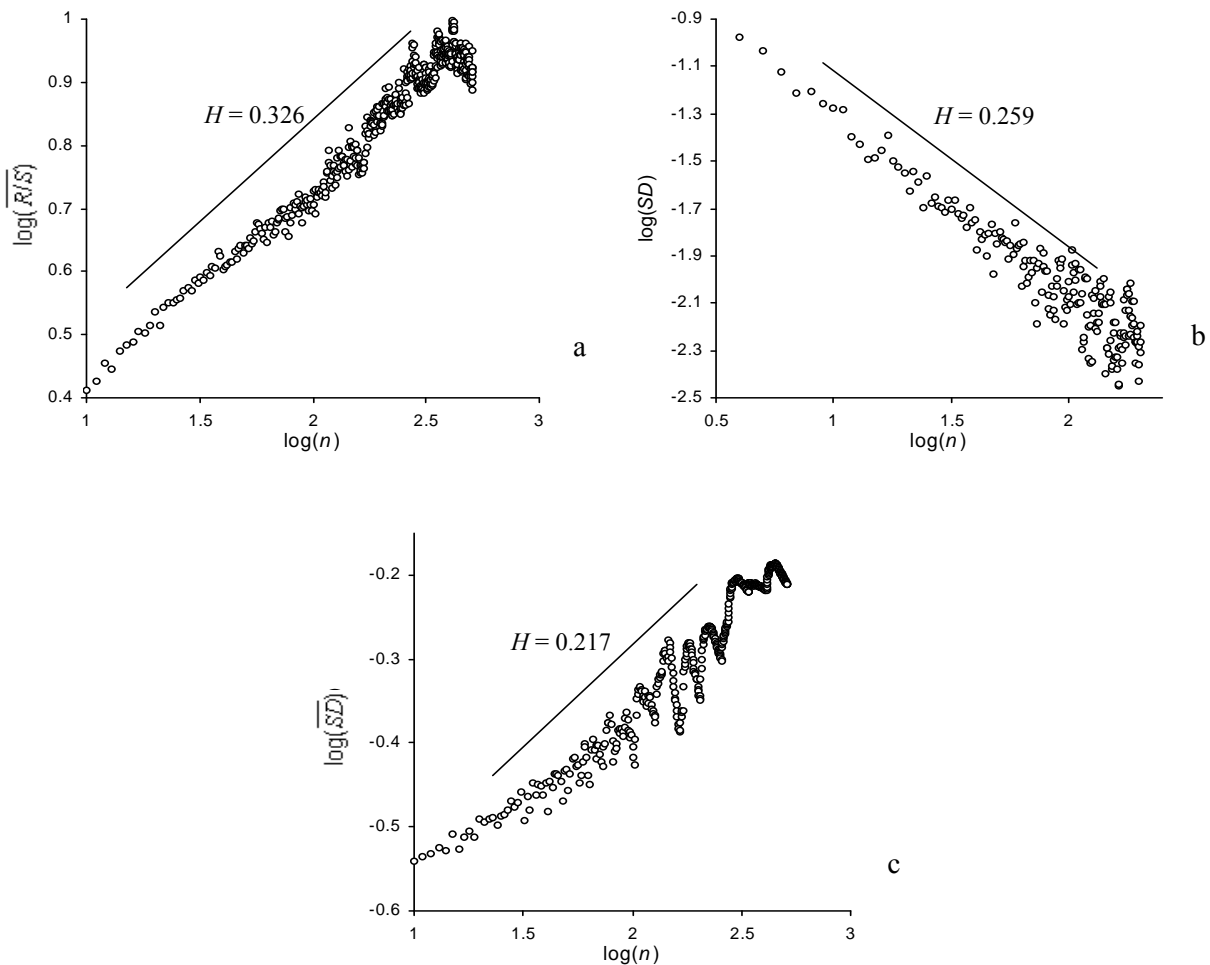 1
0.9
0.8
0.7
0.6
0.5
0.4
1 1.5 2 2.5 3
log(R/S)
log(n)
H = 0.326
a
-0.9
-1.1
-1.3
-1.5
-1.7
-1.9
-2.1
-2.3
-2.5
0.5 1 1.5 2
log(SD)
log(n)
H = 0.259
b
-0.2
-0.3
-0.4
-0.5
-0.6
1 1.5 2 2.5 3
log(SD)
log(n)
H = 0.217
c